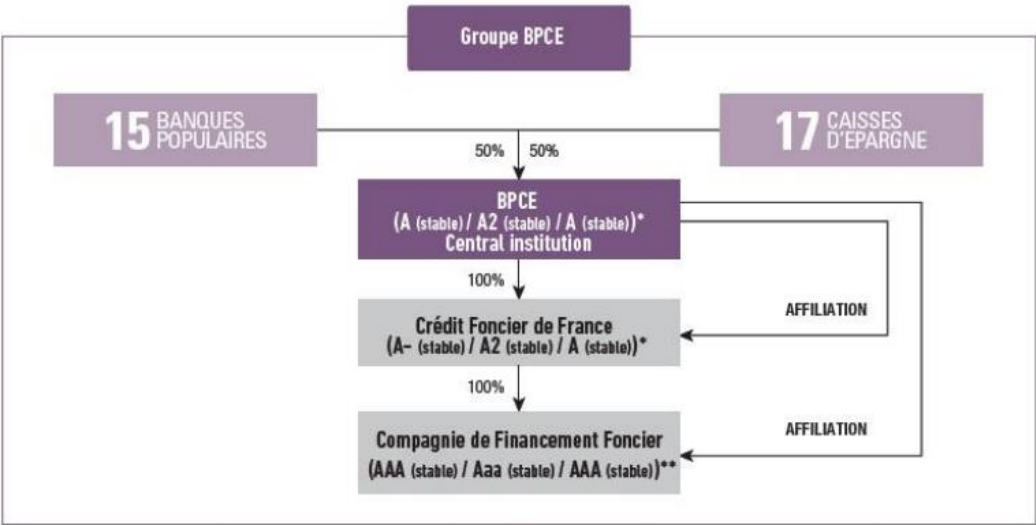 Groupe BPCE
15 BANQUES
POPULAIRES
17 CAISSES
D'EPARGNE
50% 50%
BPCE
(A (stable) / A2 (stable) / A (stable))*
Central institution
100%
AFFILIATION
Crédit Foncier de France
(A- (stable) / A2 (stable) / A (stable))*
100%
AFFILIATION
Compagnie de Financement Foncier
(AAA (stable) / Aaa (stable) / AAA (stable))**